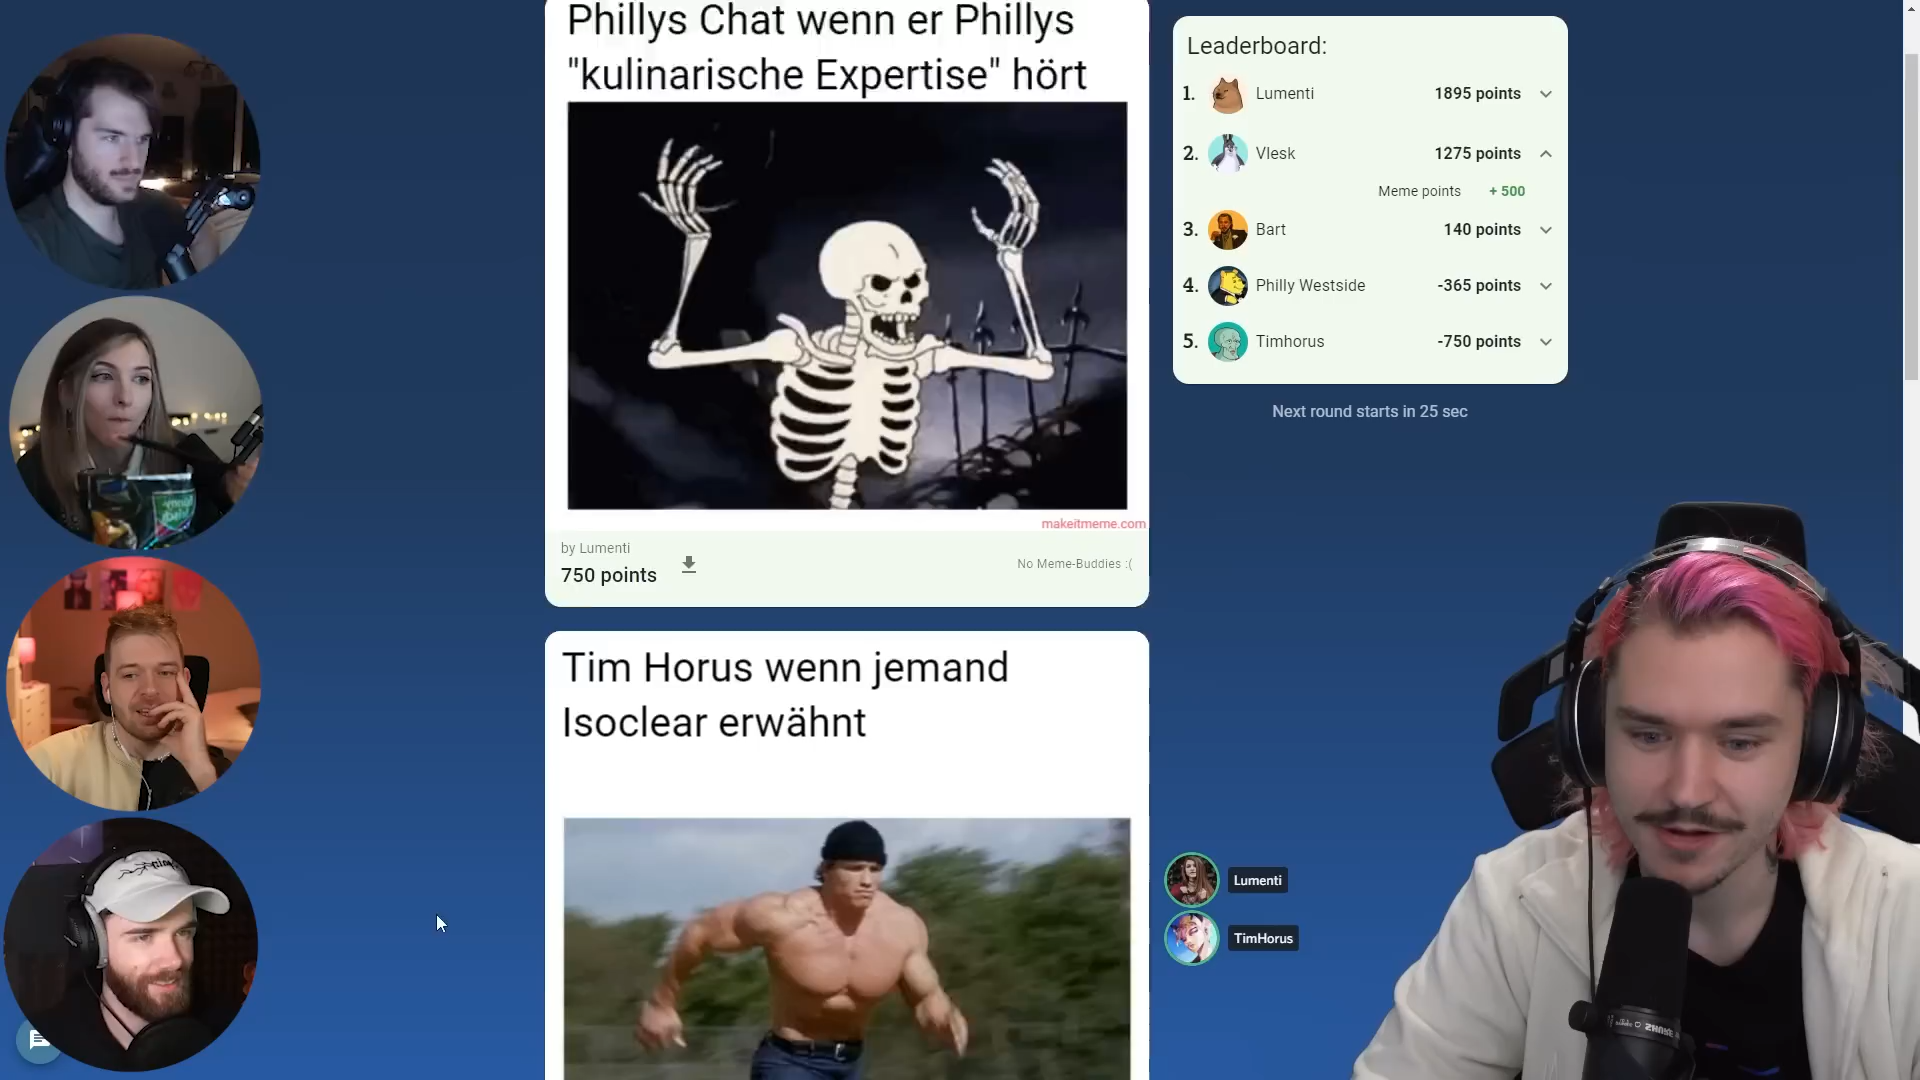 Phillys Chat wenn er Phillys
"kulinarische Expertise" hört
makeitmeme.com
by Lumenti
750 points
No Meme-Buddies :(
Tim Horus wenn jemand
Isoclear erwähnt
Leaderboard:
1. Lumenti 1895 points
2. Vlesk 1275 points
Meme points + 500
3. Bart 140 points
4. Philly Westside -365 points
5. Timhorus -750 points
Next round starts in 25 sec
Lumenti
TimHorus